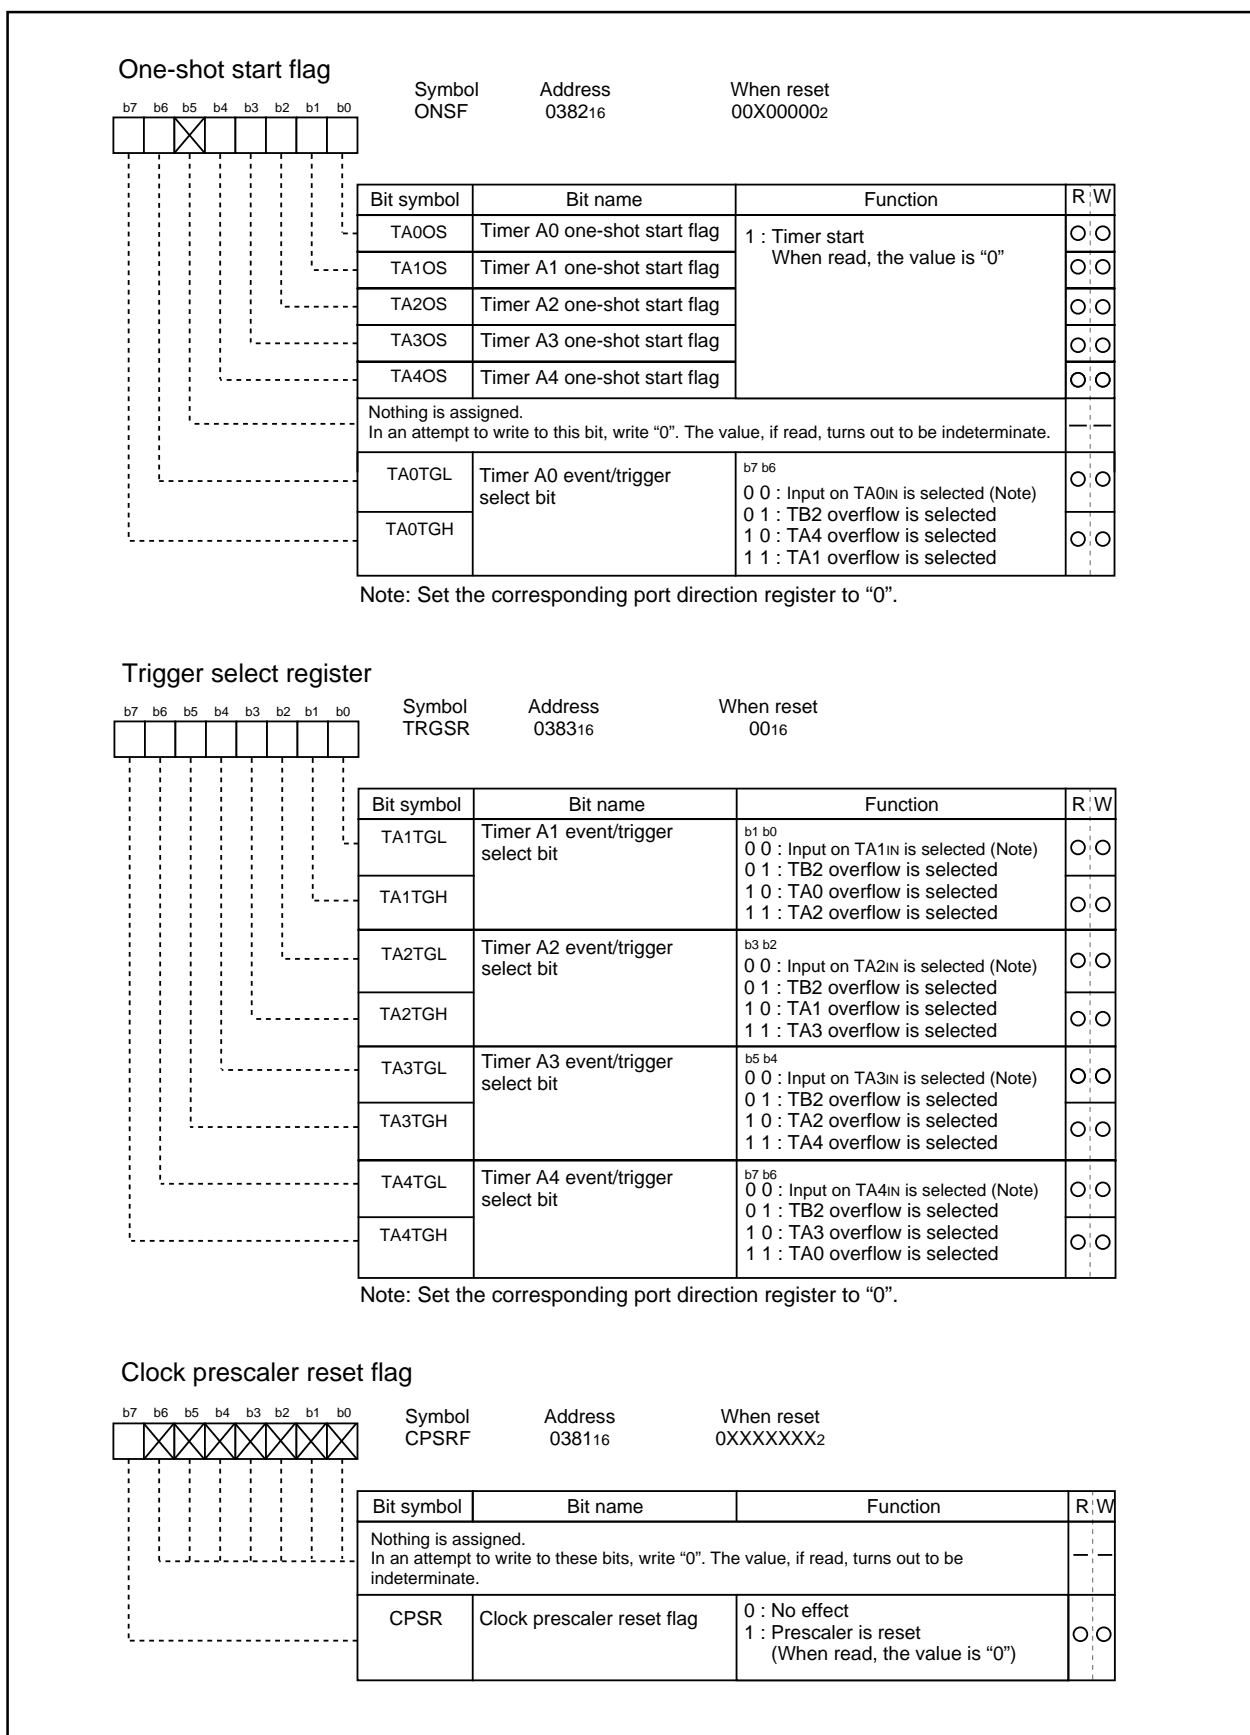 One-shot start flag
Symbol Address When reset
ONSF 038216 00X000002
b7 b6 b5 b4 b3 b2 b1 b0
Bit symbol Bit name Function R W
TA0OS Timer A0 one-shot start flag 1 : Timer start
When read, the value is “0”
TA1OS Timer A1 one-shot start flag
TA2OS Timer A2 one-shot start flag
TA3OS Timer A3 one-shot start flag
TA4OS Timer A4 one-shot start flag
Nothing is assigned.
In an attempt to write to this bit, write “0”. The value, if read, turns out to be indeterminate.
TA0TGL Timer A0 event/trigger
select bit
b7 b6
0 0 : Input on TA0IN is selected (Note)
0 1 : TB2 overflow is selected
TA0TGH 1 0 : TA4 overflow is selected
1 1 : TA1 overflow is selected
Note: Set the corresponding port direction register to “0”.
Trigger select register
Symbol Address When reset
TRGSR 038316 0016
b7 b6 b5 b4 b3 b2 b1 b0
Bit symbol Bit name Function R W
TA1TGL Timer A1 event/trigger
select bit
b1 b0
0 0 : Input on TA1IN is selected (Note)
0 1 : TB2 overflow is selected
TA1TGH 1 0 : TA0 overflow is selected
1 1 : TA2 overflow is selected
TA2TGL Timer A2 event/trigger
select bit
b3 b2
0 0 : Input on TA2IN is selected (Note)
0 1 : TB2 overflow is selected
TA2TGH 1 0 : TA1 overflow is selected
1 1 : TA3 overflow is selected
TA3TGL Timer A3 event/trigger
select bit
b5 b4
0 0 : Input on TA3IN is selected (Note)
0 1 : TB2 overflow is selected
TA3TGH 1 0 : TA2 overflow is selected
1 1 : TA4 overflow is selected
TA4TGL Timer A4 event/trigger
select bit
b7 b6
0 0 : Input on TA4IN is selected (Note)
0 1 : TB2 overflow is selected
TA4TGH 1 0 : TA3 overflow is selected
1 1 : TA0 overflow is selected
Note: Set the corresponding port direction register to “0”.
Clock prescaler reset flag
Symbol Address When reset
CPSRF 038116 0XXXXXXX2
b7 b6 b5 b4 b3 b2 b1 b0
Bit symbol Bit name Function R W
Nothing is assigned.
In an attempt to write to these bits, write “0”. The value, if read, turns out to be
indeterminate.
CPSR Clock prescaler reset flag 0 : No effect
1 : Prescaler is reset
(When read, the value is “0”)